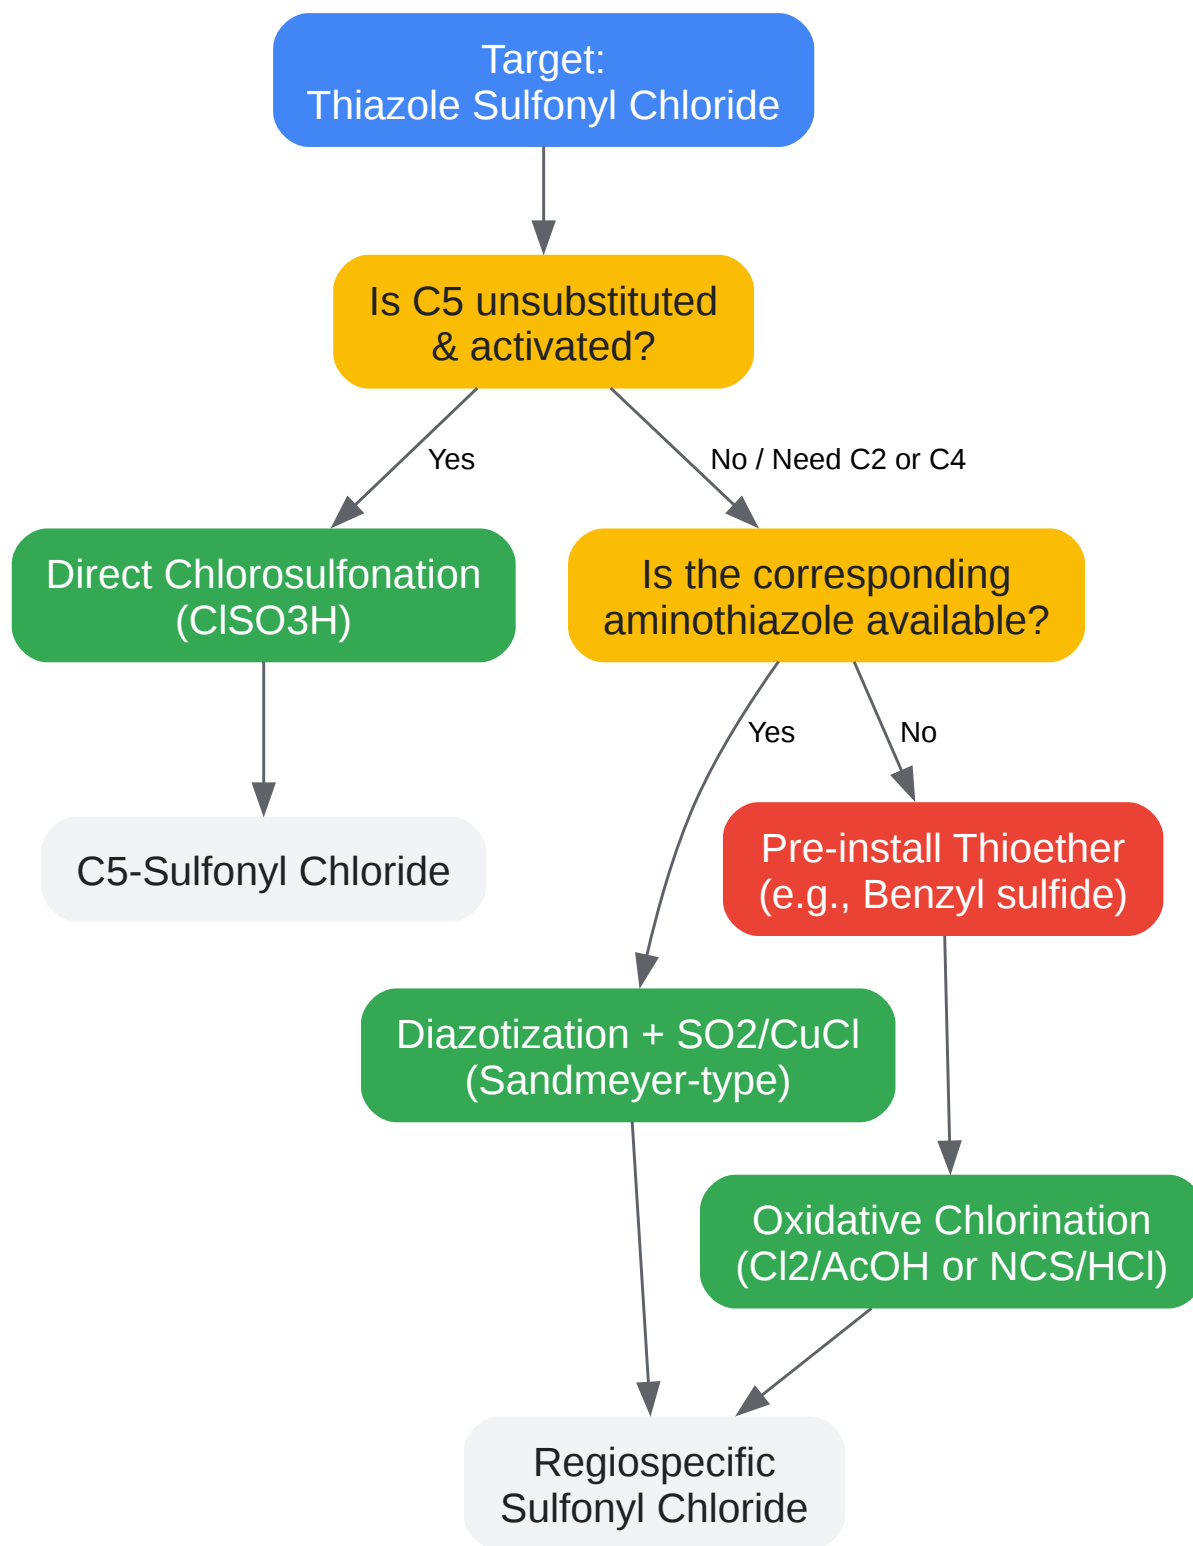 Target:
Thiazole Sulfonyl Chloride
Is C5 unsubstituted
& activated?
Yes
No / Need C2 or C4
Direct Chlorosulfonation
(ClSO3H)
Is the corresponding
aminothiazole available?
Yes
No
C5-Sulfonyl Chloride
Pre-install Thioether
(e.g., Benzyl sulfide)
Diazotization + SO2/CuCl
(Sandmeyer-type)
Oxidative Chlorination
(Cl2/AcOH or NCS/HCl)
Regiospecific
Sulfonyl Chloride